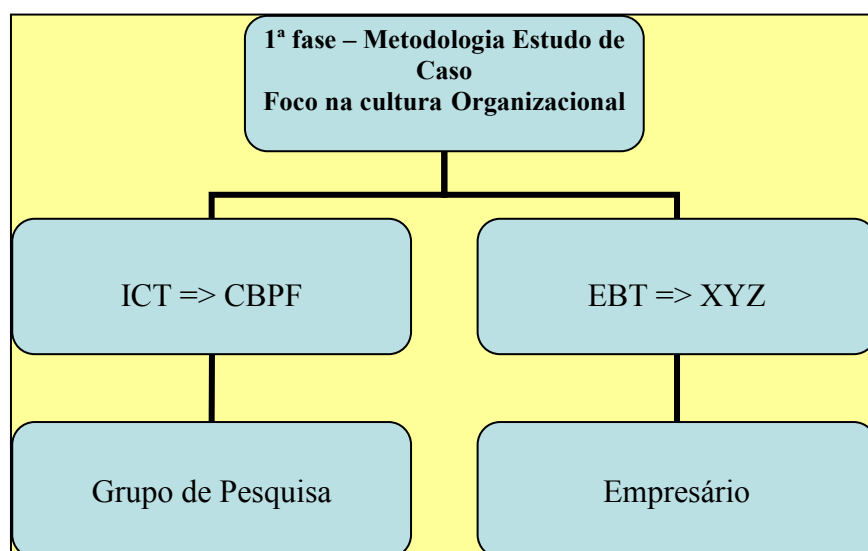 1ª fase – Metodologia Estudo de
Caso
Foco na cultura Organizacional
ICT => CBPF
EBT => XYZ
Grupo de Pesquisa
Empresário